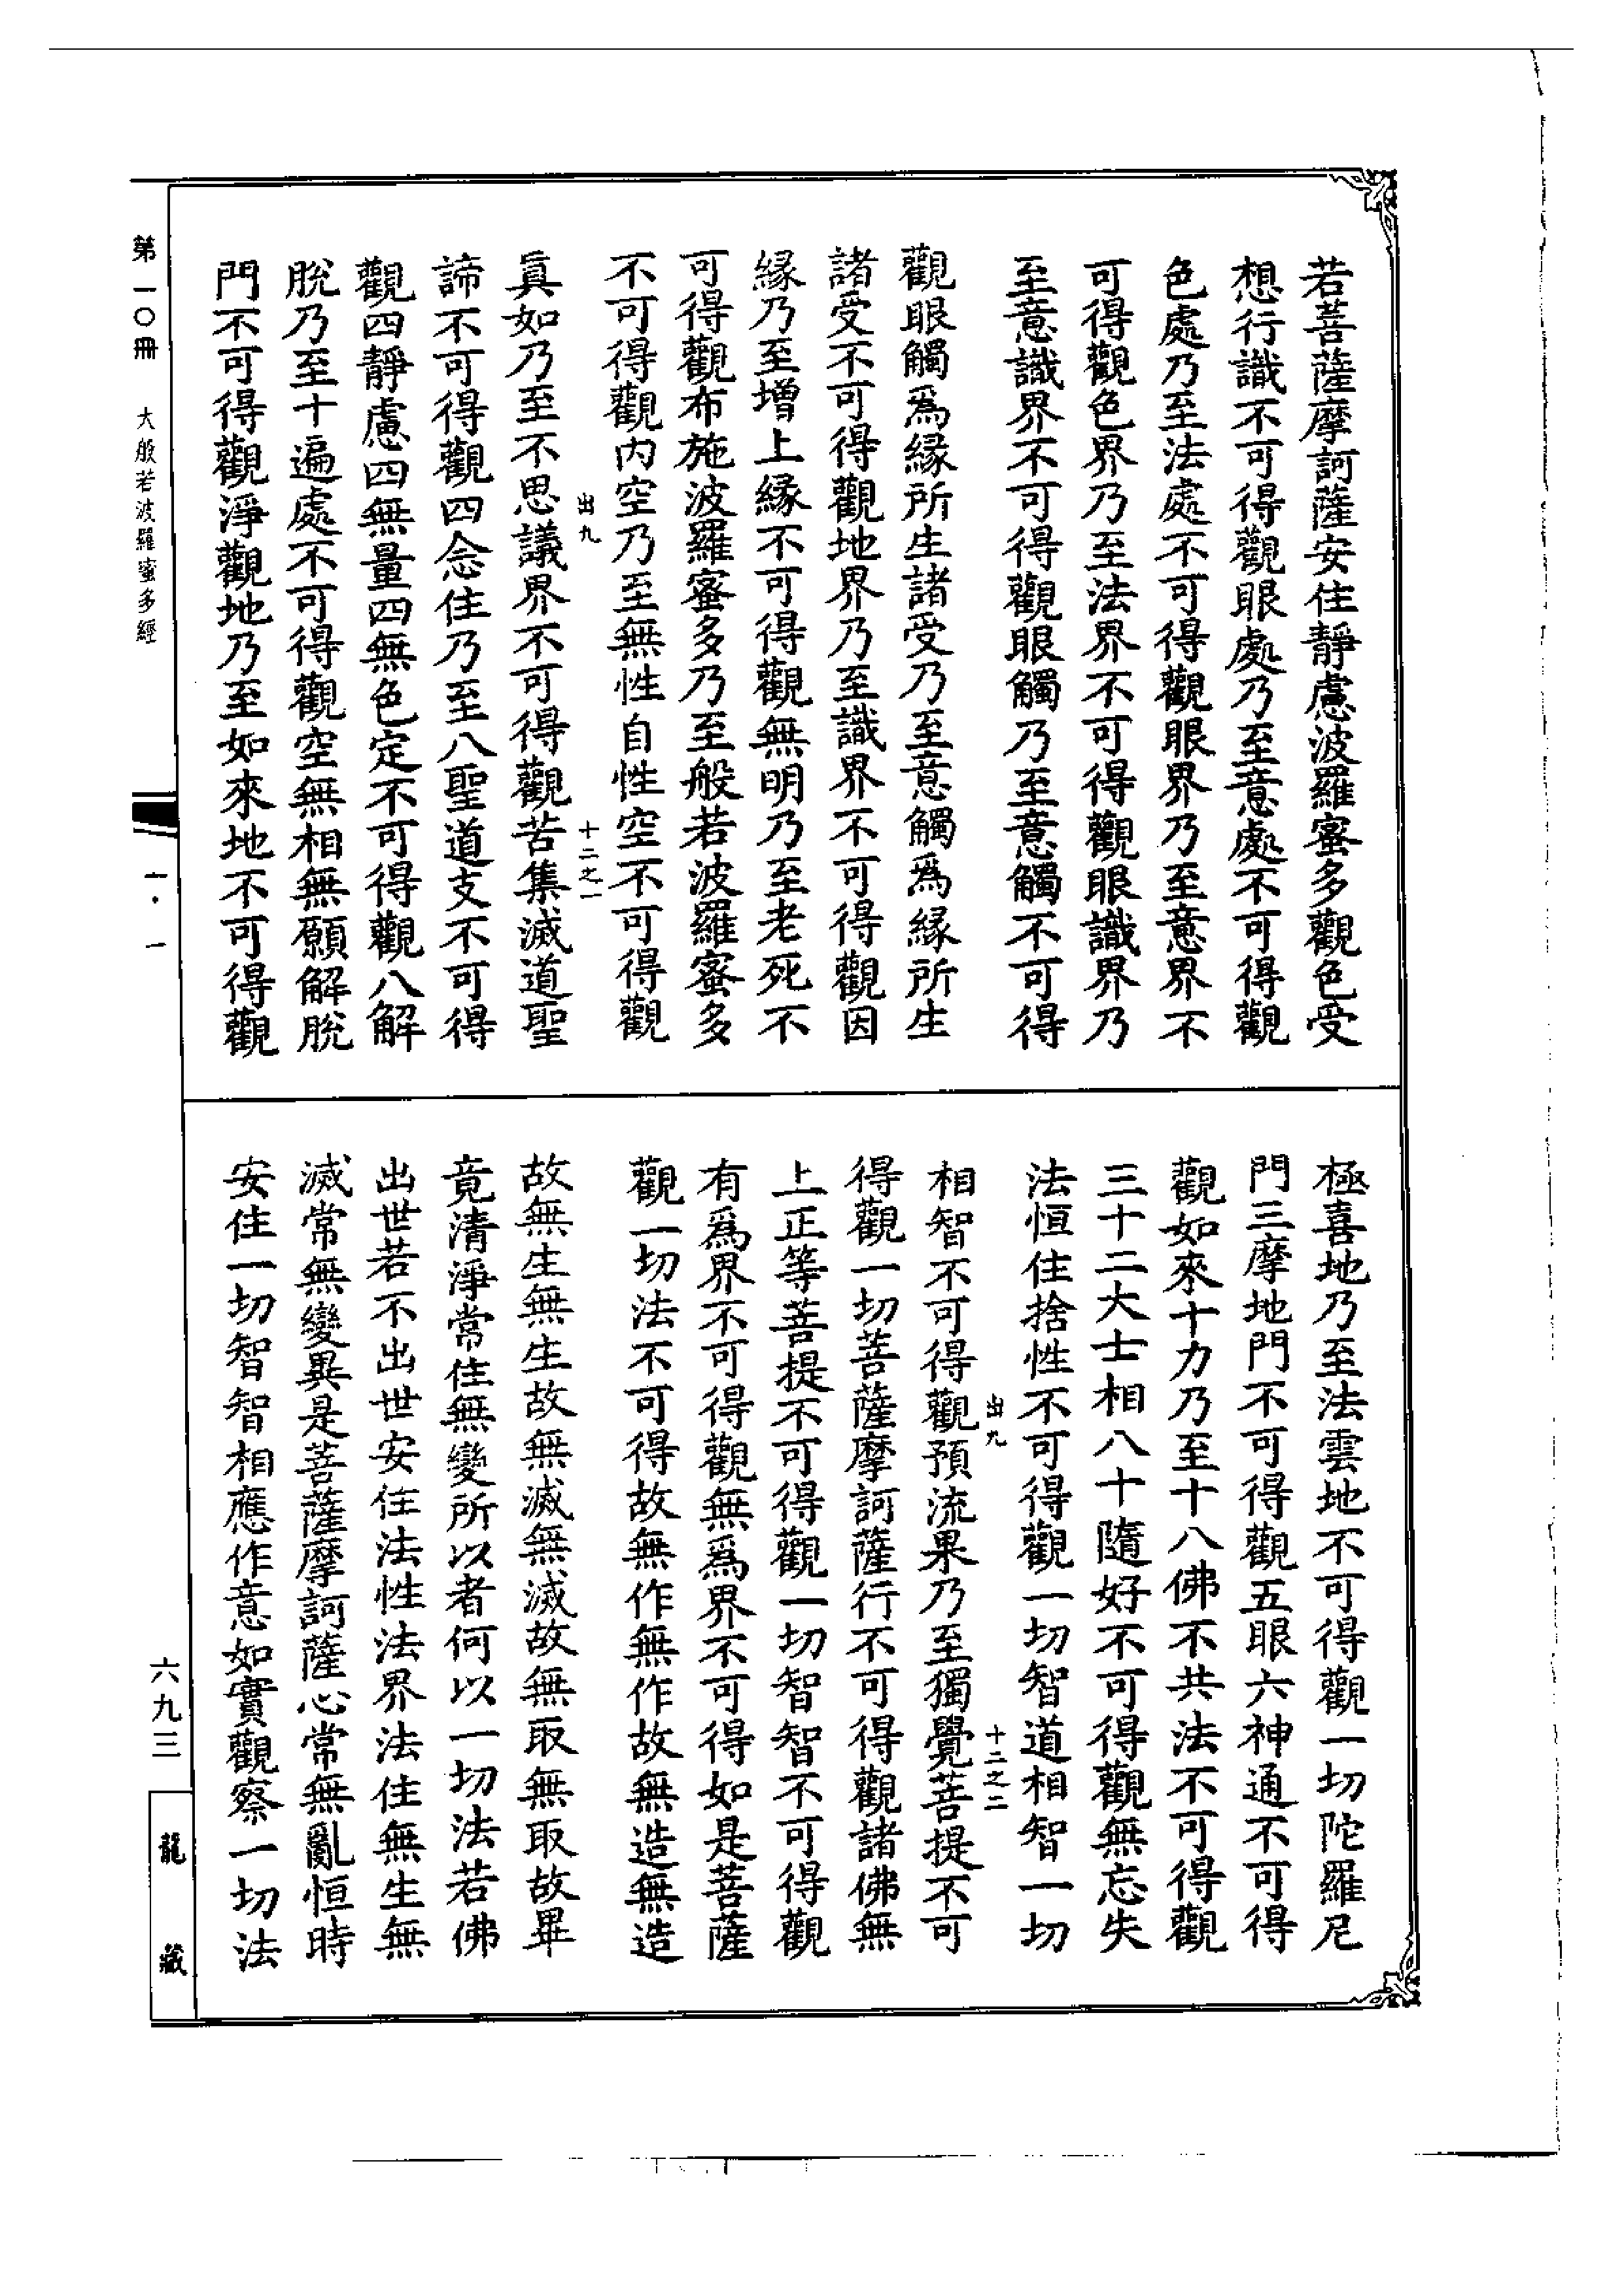 若菩薩摩訶薩安住靜慮波羅蜜多觀色受
想行識不可得觀眼處乃至意處不可得觀
色處乃至法處不可得觀眼界乃至意界不
可得觀色界乃至法界不可得觀眼識界乃
至意識界不可得觀眼觸乃至意觸不可得
觀眼觸爲緣所生諸受乃至意觸爲緣所生
諸受不可得觀地界乃至識界不可得觀因
緣乃至增上緣不可得觀無明乃至老死不
可得觀布施波羅蜜多乃至般若波羅蜜多
不可得觀内空乃至無性自性空不可得觀
出九 十二之一
眞如乃至不思議界不可得觀苦集滅道聖
諦不可得觀四念住乃至八聖道支不可得
觀四靜慮四無量四無色定不可得觀八解
脫乃至十遍處不可得觀空無相無願解脫
門不可得觀淨觀地乃至如來地不可得觀
極喜地乃至法雲地不可得觀一切陀羅尼
門三摩地門不可得觀五眼六神通不可得
觀如來十力乃至十八佛不共法不可得觀
三十二大士相八十隨好不可得觀無忘失
法恒住捨性不可得觀一切智道相智一切
出九 十二之二
相智不可得觀預流果乃至獨覺菩提不可
得觀一切菩薩摩訶薩行不可得觀諸佛無
上正等菩提不可得觀一切智智不可得觀
有爲界不可得觀無爲界不可得如是菩薩
觀一切法不可得故無作無作故無造無造
故無生無生故無滅無滅故無取無取故畢
竟清淨常住無變所以者何以一切法若佛
出世若不出世安住法性法界法住無生無
滅常無變異是菩薩摩訶薩心常無亂恒時
安住一切智智相應作意如實觀察一切法
第一〇冊 大般若波羅蜜多經
一·一
六九三
龍藏